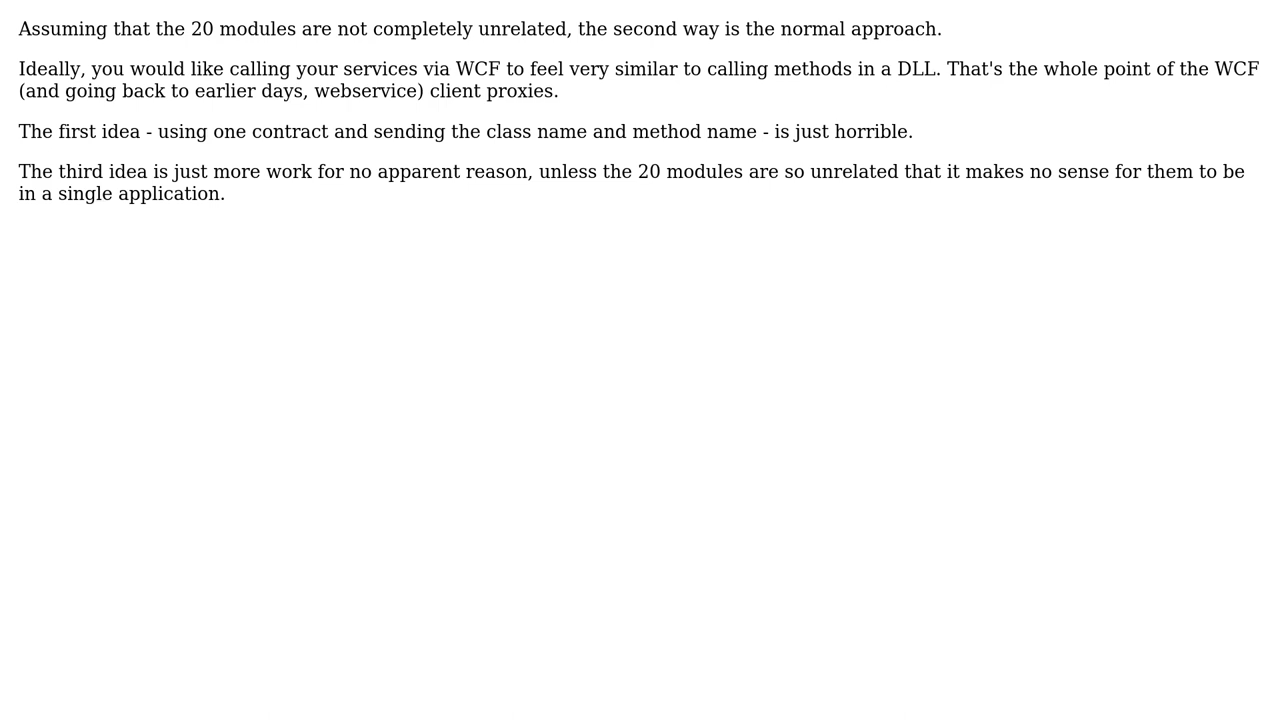 Assuming that the 20 modules are not completely unrelated, the second way is the normal approach.
Ideally, you would like calling your services via WCF to feel very similar to calling methods in a DLL. That's the whole point of the WCF
(and going back to earlier days, webservice) client proxies.
The first idea - using one contract and sending the class name and method name - is just horrible.
The third idea is just more work for no apparent reason, unless the 20 modules are so unrelated that it makes no sense for them to be
in a single application.